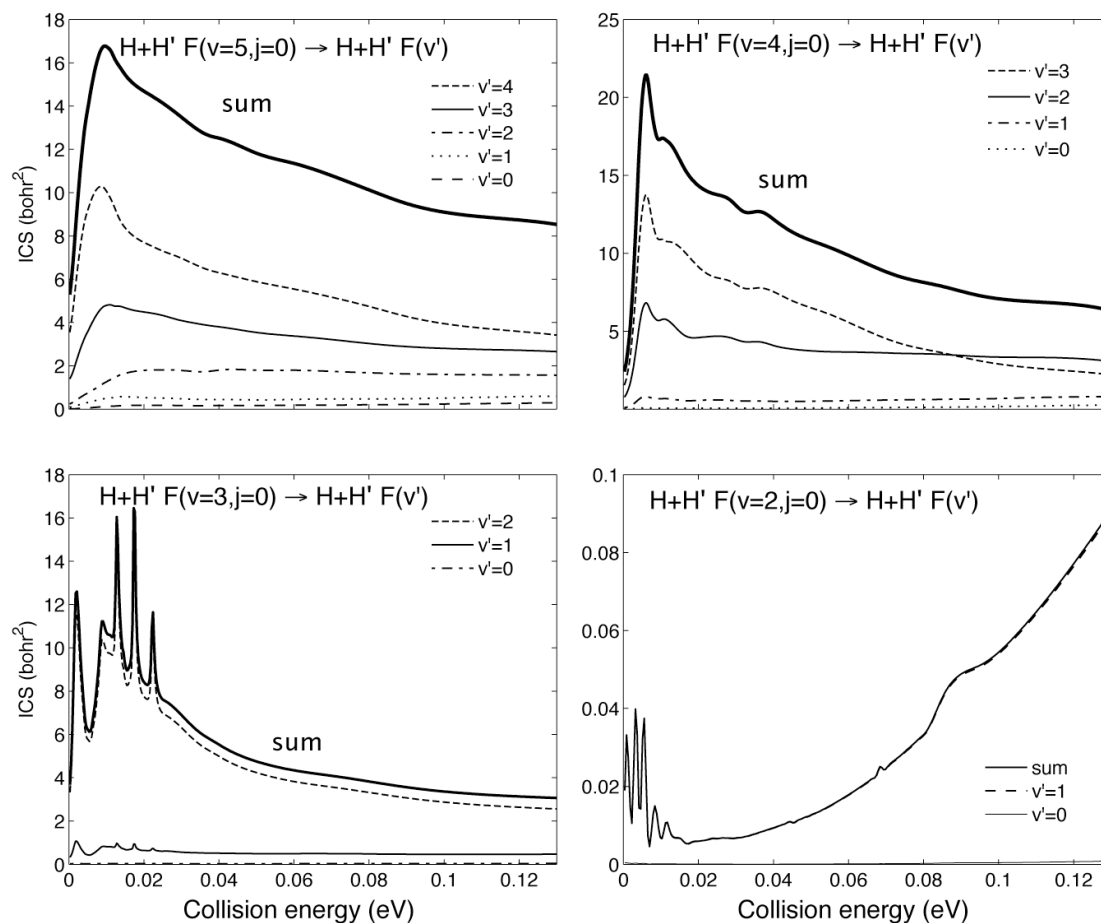 H+H' F(v=5,j=0) → H+H' F(v')
sum
v'=4
v'=3
v'=2
v'=1
v'=0
ICS (bohr²)
18
16
14
12
10
8
6
4
2
0
H+H' F(v=4,j=0) → H+H' F(v')
sum
v'=3
v'=2
v'=1
v'=0
25
20
15
10
5
H+H' F(v=3,j=0) → H+H' F(v')
sum
v'=2
v'=1
v'=0
ICS (bohr²)
18
16
14
12
10
8
6
4
2
0
0 0.02 0.04 0.06 0.08 0.1 0.12
Collision energy (eV)
H+H' F(v=2,j=0) → H+H' F(v')
0.1
0.08
0.06
0.04
0.02
0
sum
v'=1
v'=0
0 0.02 0.04 0.06 0.08 0.1 0.12
Collision energy (eV)